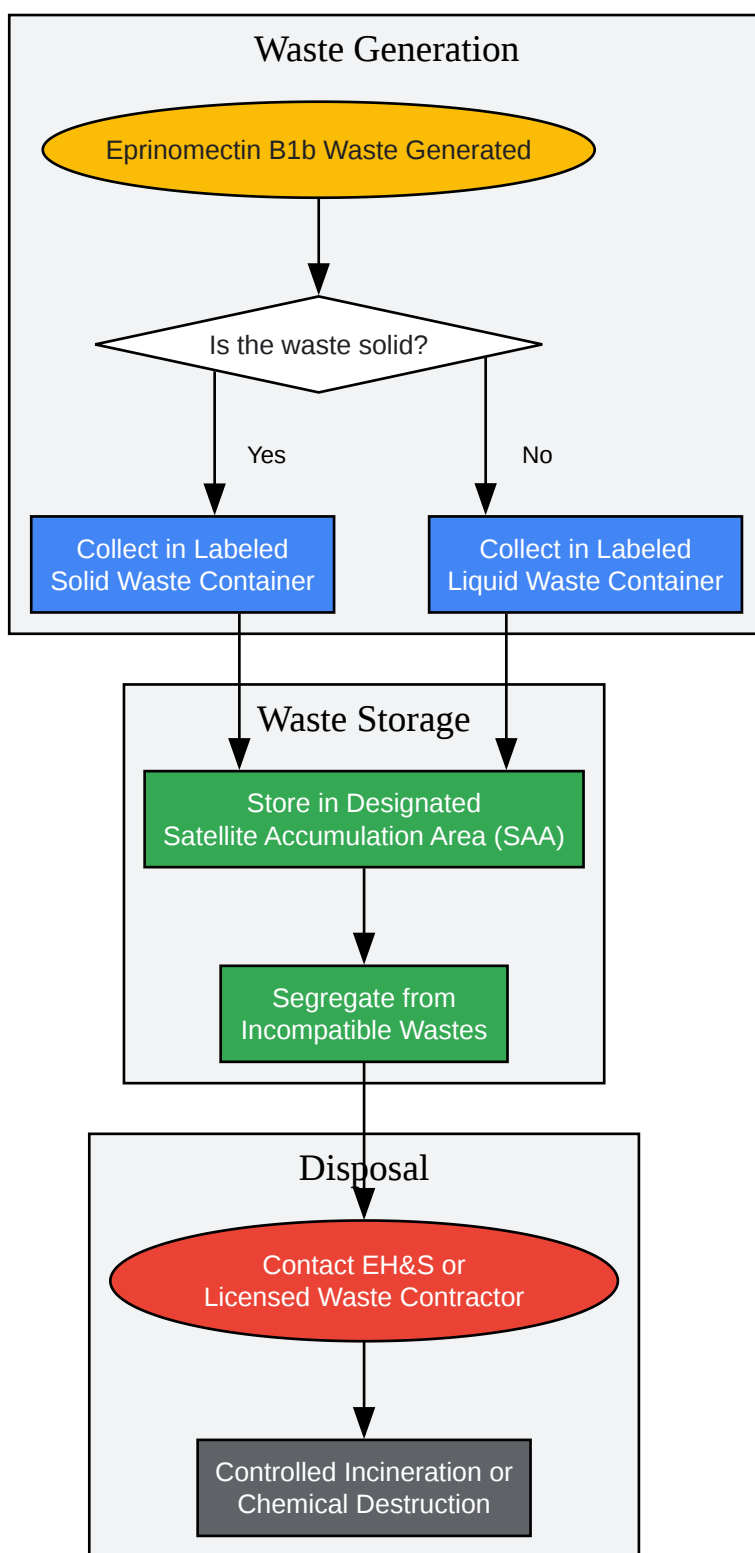 Waste Generation
Eprinomectin B1b Waste Generated
Is the waste solid?
Yes
No
Collect in Labeled
Solid Waste Container
Collect in Labeled
Liquid Waste Container
Waste Storage
Store in Designated
Satellite Accumulation Area (SAA)
Segregate from
Incompatible Wastes
Disposal
Contact EH&S or
Licensed Waste Contractor
Controlled Incineration or
Chemical Destruction